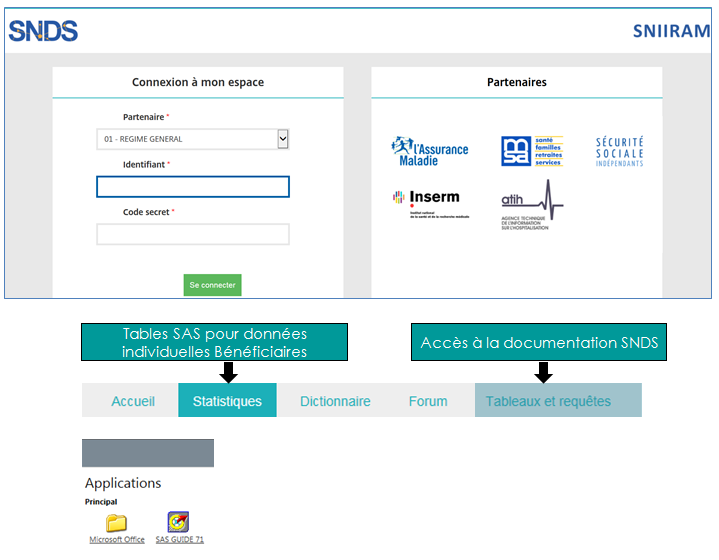 SNDS
SNIIRAM
Connexion à mon espace
Partenaire *
01 - REGIME GENERAL
Identifiant *
Code secret *
Se connecter
Partenaires
l'Assurance
Maladie
msa
santé
familles
retraites
services
SÉCURITÉ
SOCIALE
INDÉPENDANTS
Inserm
Institut national
de la santé et de la recherche médicale
atih
AGENCE TECHNIQUE
DE L'INFORMATION
SUR L'HOSPITALISATION
Tables SAS pour données
individuelles Bénéficiaires
Accès à la documentation SNDS
Accueil
Statistiques
Dictionnaire
Forum
Tableaux et requêtes
Applications
Principal
Microsoft Office
SAS GUIDE 71